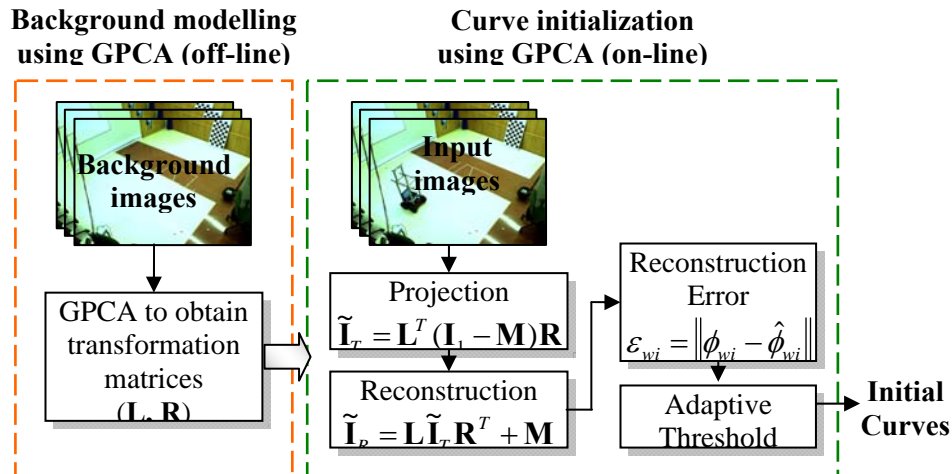 Background modelling
using GPCA (off-line)
Curve initialization
using GPCA (on-line)
Background
images
GPCA to obtain
transformation
matrices
(L, R)
Input
images
Projection
Ĩ_T = L^T (I_1 − M)R
Reconstruction
Ĩ_R = LĨ_T R^T + M
Reconstruction
Error
ε_wi = ‖ϕ_wi − ϕ̂_wi‖
Adaptive
Threshold
Initial
Curves